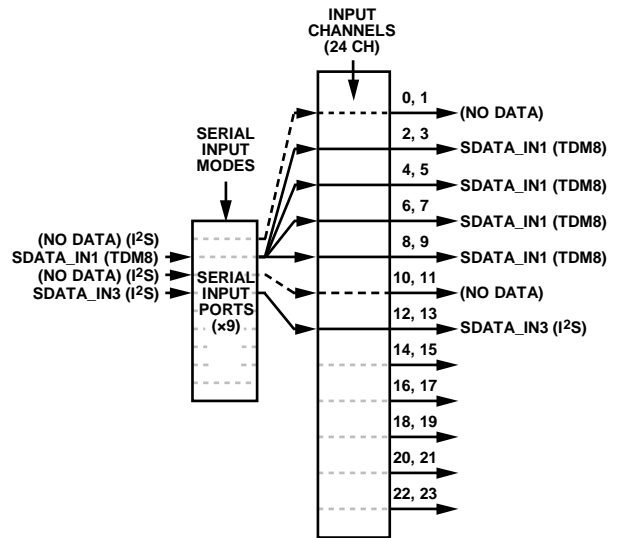 INPUT
CHANNELS
(24 CH)
0, 1
(NO DATA)
SERIAL
INPUT
MODES
2, 3
SDATA_IN1 (TDM8)
4, 5
SDATA_IN1 (TDM8)
6, 7
SDATA_IN1 (TDM8)
8, 9
SDATA_IN1 (TDM8)
(NO DATA) (I²S)
SDATA_IN1 (TDM8)
(NO DATA) (I²S)
SDATA_IN3 (I²S)
SERIAL
INPUT
PORTS
(×9)
10, 11
(NO DATA)
12, 13
SDATA_IN3 (I²S)
14, 15
16, 17
18, 19
20, 21
22, 23